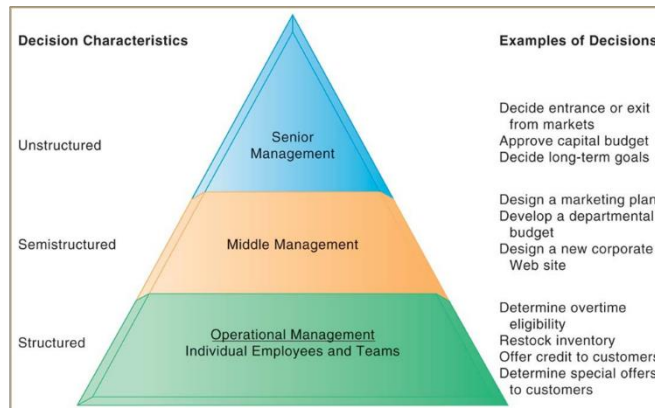 Decision Characteristics
Examples of Decisions
Unstructured
Senior
Management
Decide entrance or exit
from markets
Approve capital budget
Decide long-term goals
Semistructured
Middle Management
Design a marketing plan
Develop a departmental
budget
Design a new corporate
Web site
Structured
Operational Management
Individual Employees and Teams
Determine overtime
eligibility
Restock inventory
Offer credit to customers
Determine special offers
to customers